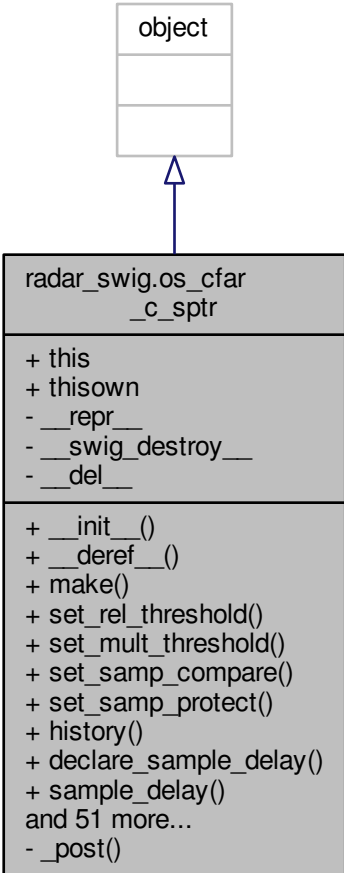 object
radar_swig.os_cfar
_c_sptr
+ this
+ thisown
- __repr__
- __swig_destroy__
- __del__
+ __init__()
+ __deref__()
+ make()
+ set_rel_threshold()
+ set_mult_threshold()
+ set_samp_compare()
+ set_samp_protect()
+ history()
+ declare_sample_delay()
+ sample_delay()
and 51 more...
- _post()